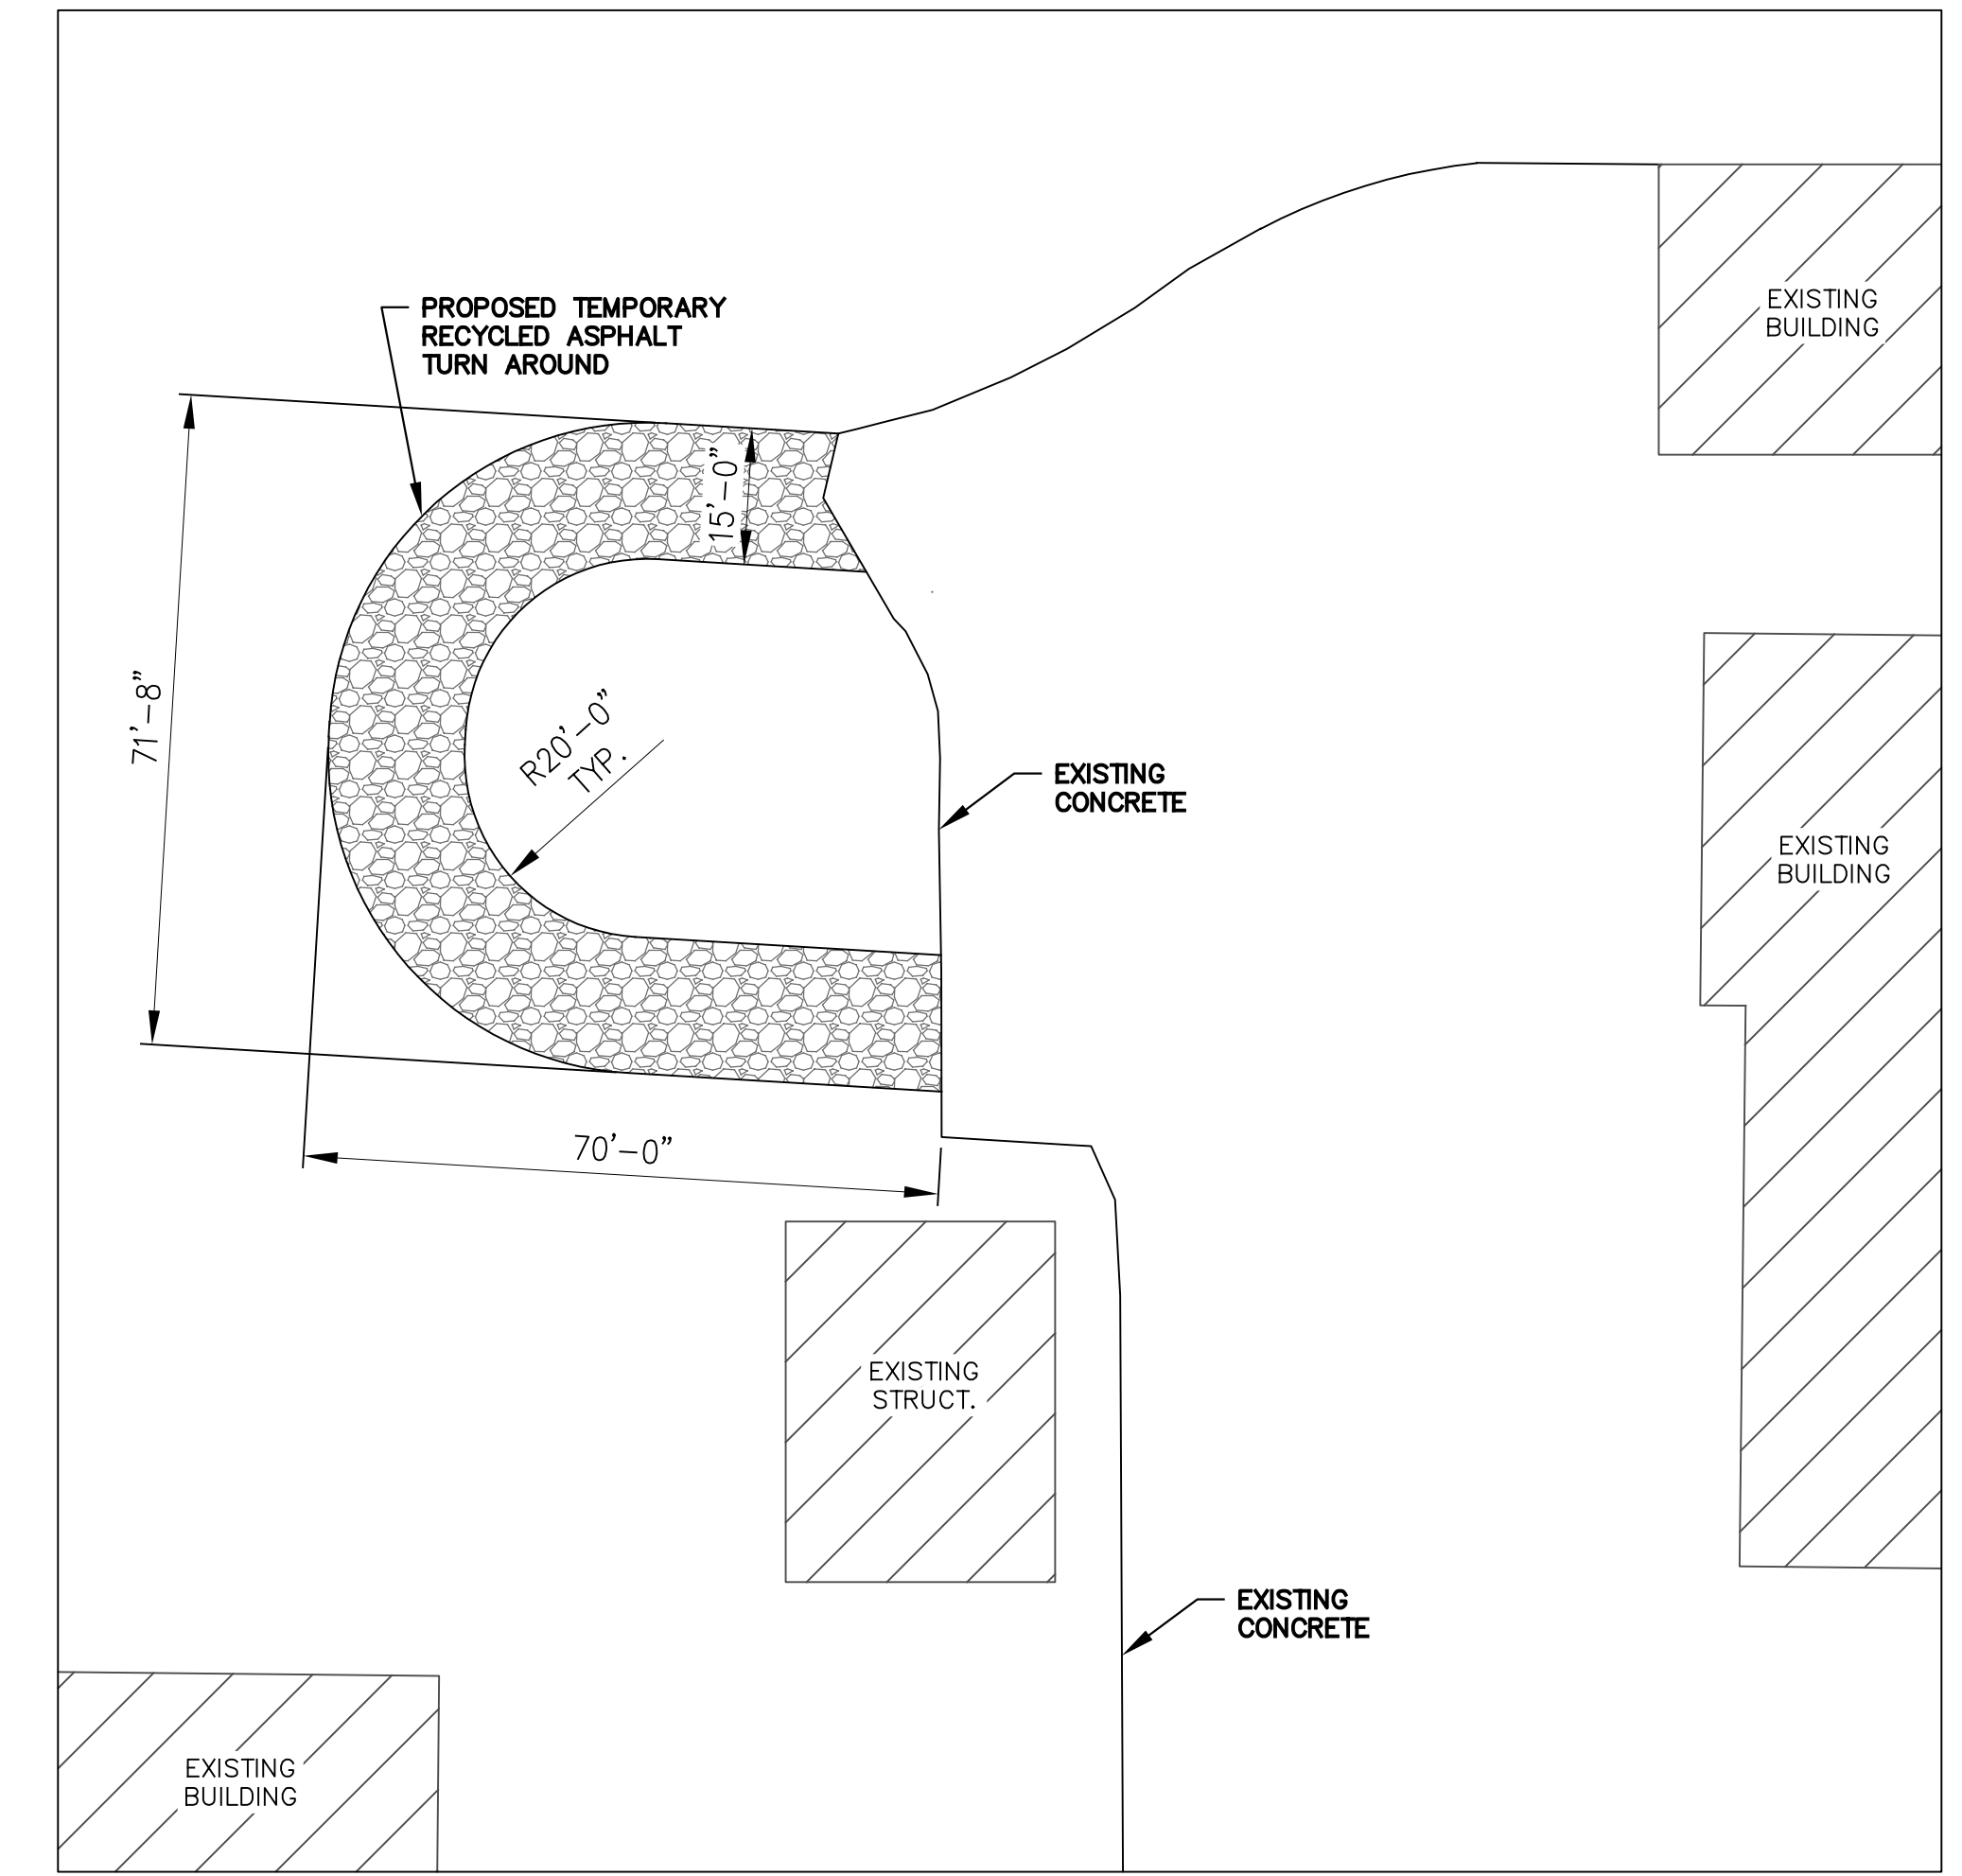 EXISTING
BUILDING
PROPOSED TEMPORARY
RECYCLED ASPHALT
TURN AROUND
15'-0"
71'-8"
R20'-0"
TYP.
EXISTING
CONCRETE
EXISTING
BUILDING
70'-0"
EXISTING
STRUCT.
EXISTING
CONCRETE
EXISTING
BUILDING